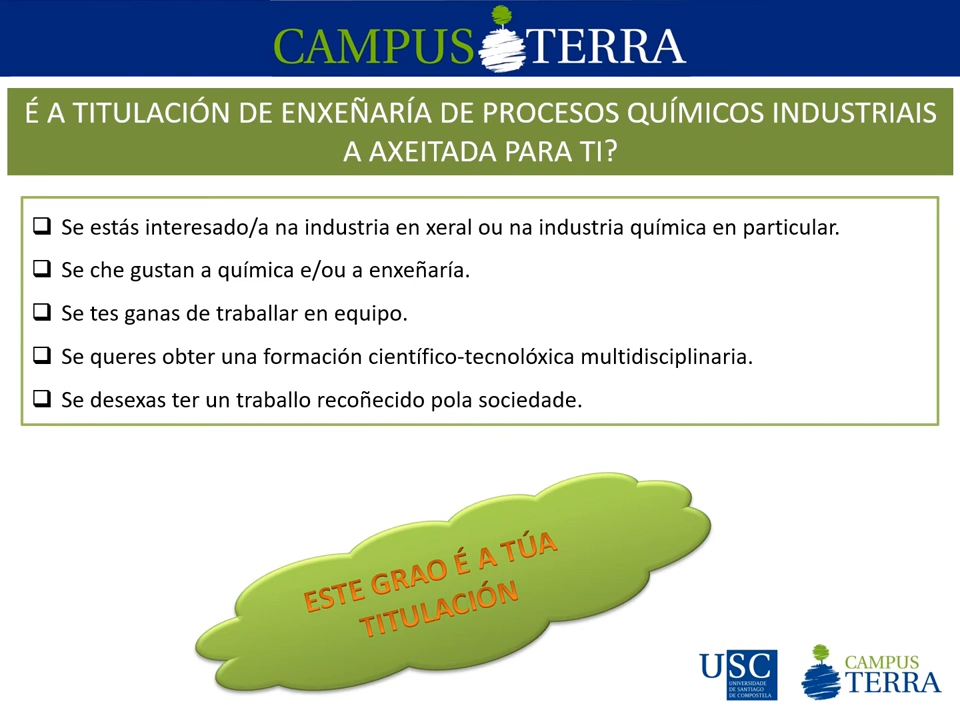 CAMPUS TERRA
É A TITULACIÓN DE ENXEÑARÍA DE PROCESOS QUÍMICOS INDUSTRIAIS
A AXEITADA PARA TI?
Se estás interesado/a na industria en xeral ou na industria química en particular.
Se che gustan a química e/ou a enxeñaría.
Se tes ganas de traballar en equipo.
Se queres obter una formación científico-tecnolóxica multidisciplinaria.
Se desexas ter un traballo recoñecido pola sociedade.
ESTE GRAO É A TÚA
TITULACIÓN
USC
UNIVERSIDADE
DE SANTIAGO
DE COMPOSTELA
CAMPUS
TERRA